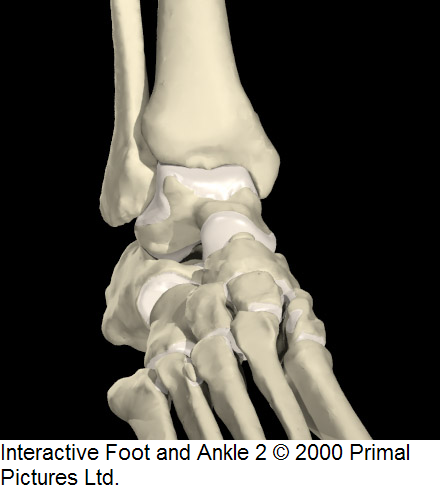 Interactive Foot and Ankle 2 © 2000 Primal
Pictures Ltd.